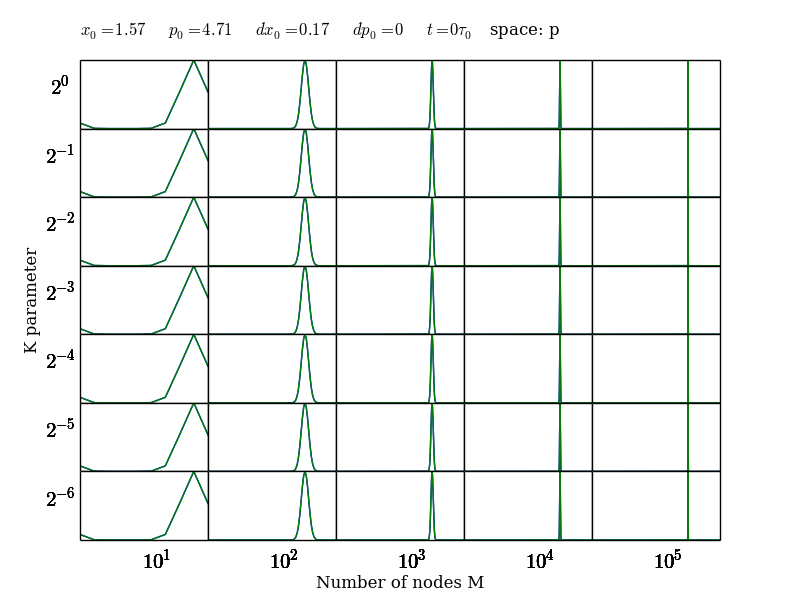 x₀ =1.57 p₀ =4.71 dx₀ =0.17 dp₀ =0 t=0τ₀ space: p
2⁰
2⁻¹
2⁻²
2⁻³
2⁻⁴
2⁻⁵
2⁻⁶
K parameter
10¹ 10² 10³ 10⁴ 10⁵
Number of nodes M